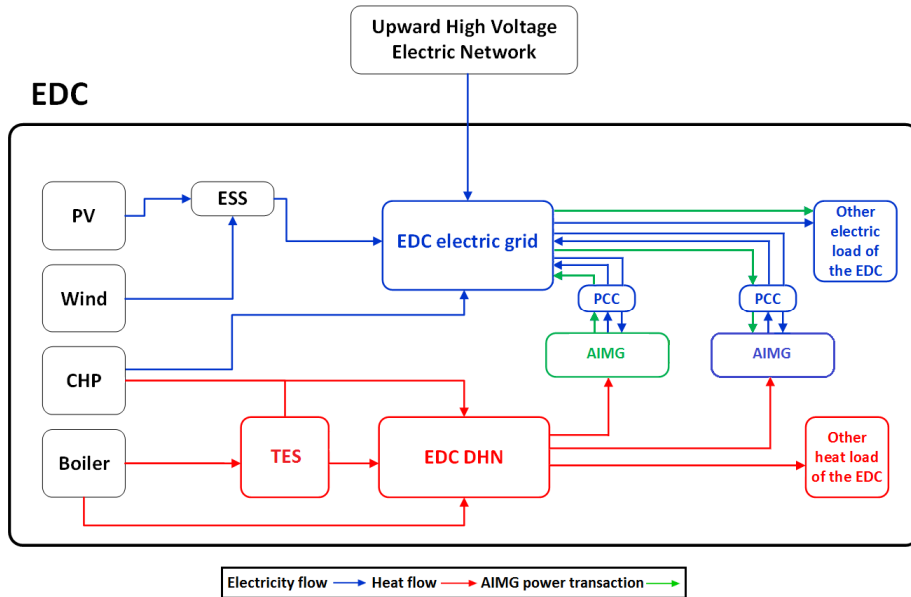 Upward High Voltage
Electric Network
EDC
PV
ESS
Wind
CHP
Boiler
TES
EDC electric grid
EDC DHN
PCC
AIMG
PCC
AIMG
Other
electric
load of
the EDC
Other
heat load
of the EDC
Electricity flow Heat flow AIMG power transaction